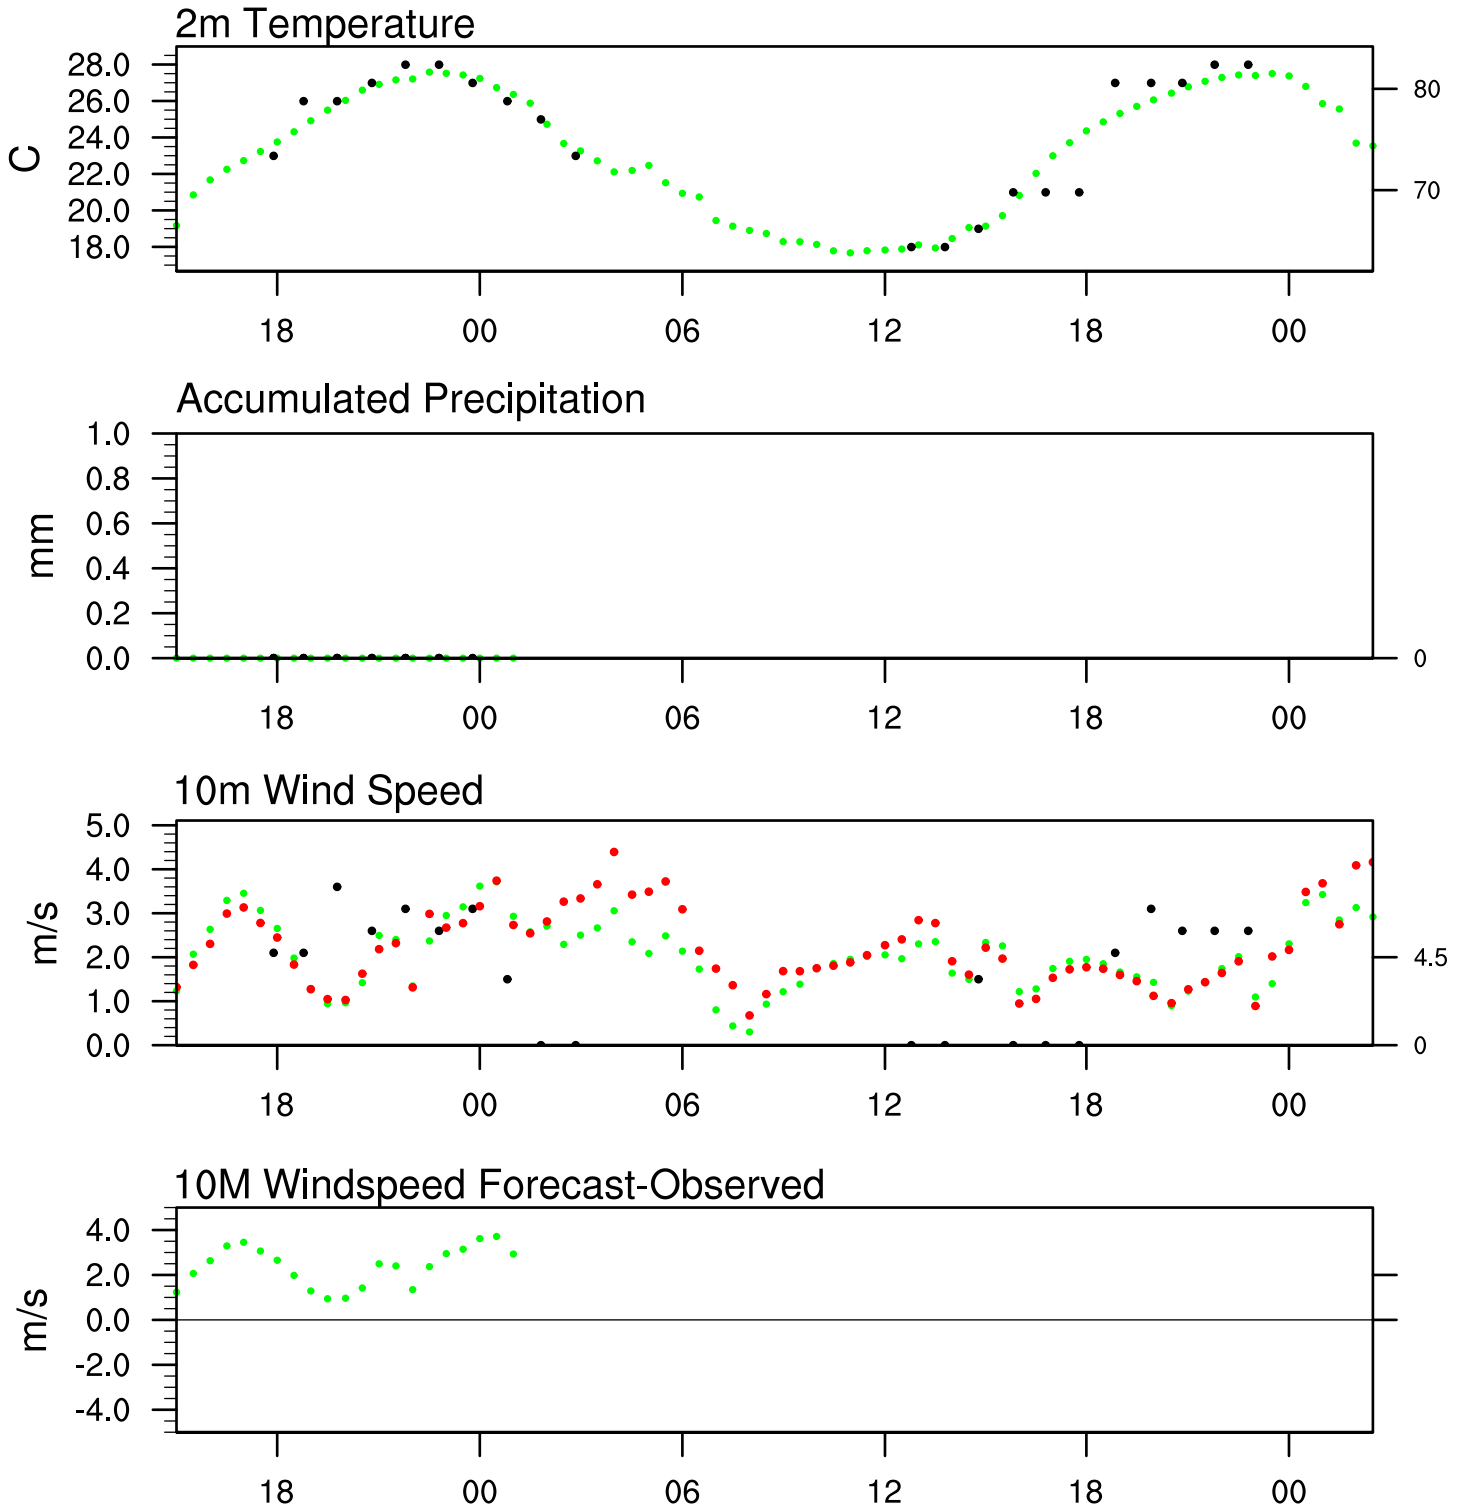 2m Temperature
28.0
26.0
24.0
22.0
20.0
18.0
C
80
70
18 00 06 12 18 00
Accumulated Precipitation
1.0
0.8
0.6
0.4
0.2
0.0
mm
0
18 00 06 12 18 00
10m Wind Speed
5.0
4.0
3.0
2.0
1.0
0.0
m/s
4.5
0
18 00 06 12 18 00
10M Windspeed Forecast-Observed
4.0
2.0
0.0
-2.0
-4.0
m/s
18 00 06 12 18 00